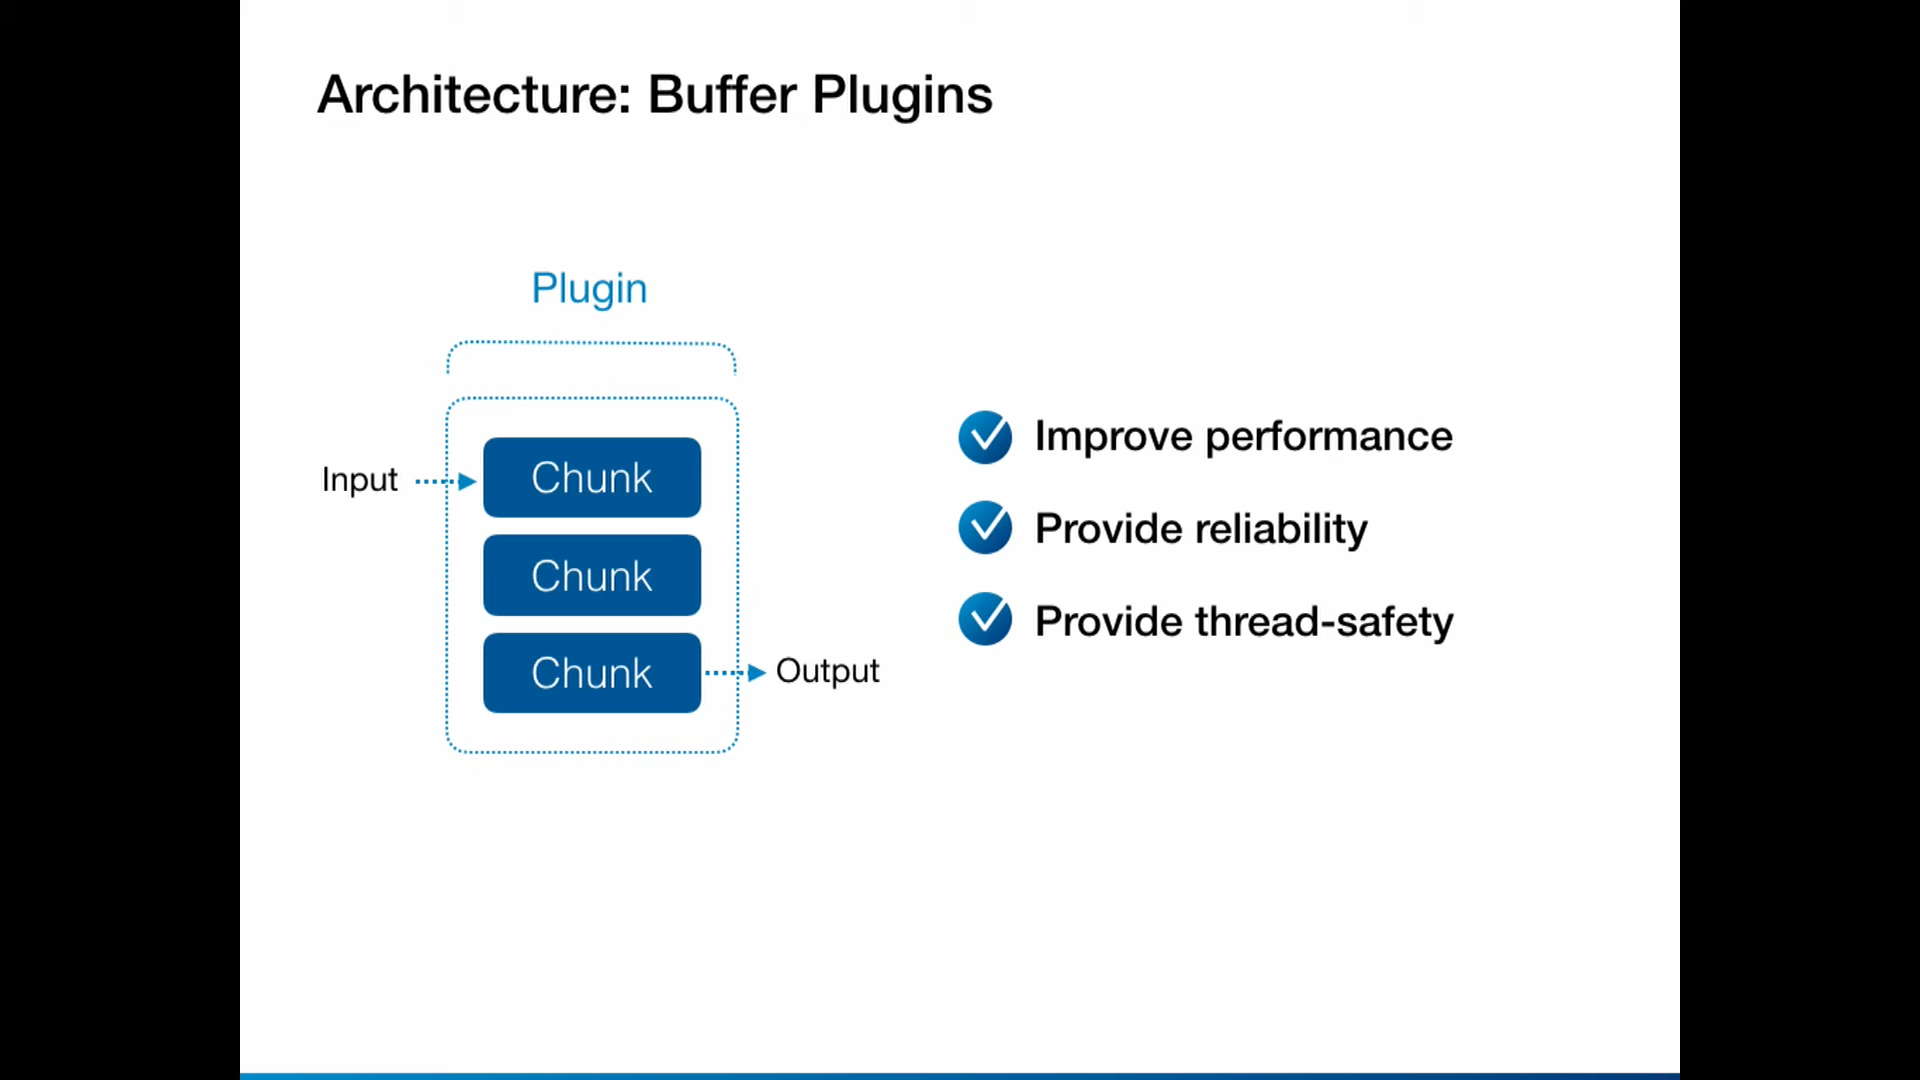 Architecture: Buffer Plugins
Plugin
Input
Chunk
Chunk
Chunk
Output
Improve performance
Provide reliability
Provide thread-safety